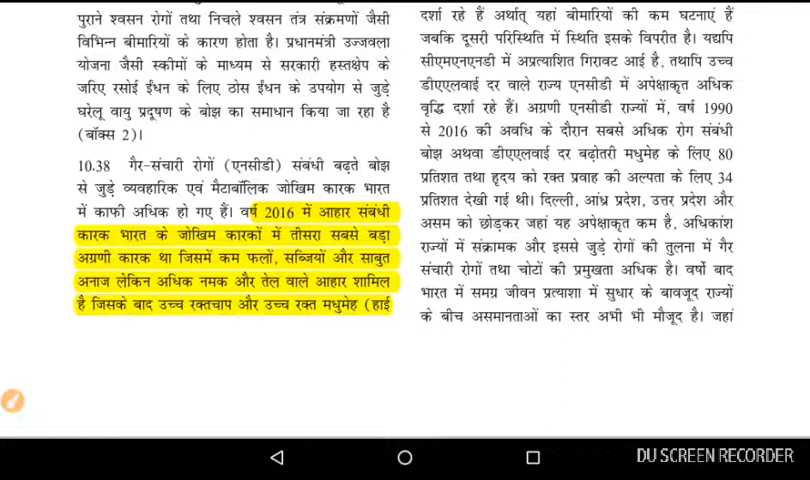 पुराने श्वसन रोगों तथा निचले श्वसन तंत्र संक्रमणों जैसी
विभिन्न बीमारियों के कारण होता है। प्रधानमंत्री उज्जवला
योजना जैसी स्कीमों के माध्यम से सरकारी हस्तक्षेप के
जरिए रसोई ईंधन के लिए ठोस ईंधन के उपयोग से जुड़े
घरेलू वायु प्रदूषण के बोझ का समाधान किया जा रहा है
(बॉक्स 2)।
10.38 गैर-संचारी रोगों (एनसीडी) संबंधी बढ़ते बोझ
से जुड़े व्यवहारिक एवं मैटाबॉलिक जोखिम कारक भारत
में काफी अधिक हो गए हैं। वर्ष 2016 में आहार संबंधी
कारक भारत के जोखिम कारकों में तीसरा सबसे बड़ा
अग्रणी कारक था जिसमें कम फलों, सब्जियों और साबुत
अनाज लेकिन अधिक नमक और तेल वाले आहार शामिल
है जिसके बाद उच्च रक्तचाप और उच्च रक्त मधुमेह (हाई
दर्शा रहे हैं अर्थात् यहां बीमारियों की कम घटनाएं हैं
जबकि दूसरी परिस्थिति में स्थिति इसके विपरीत है। यद्यपि
सीएमएनएनडी में अप्रत्याशित गिरावट आई है, तथापि उच्च
डीएएलवाई दर वाले राज्य एनसीडी में अपेक्षाकृत अधिक
वृद्धि दर्शा रहे हैं। अग्रणी एनसीडी राज्यों में, वर्ष 1990
से 2016 की अवधि के दौरान सबसे अधिक रोग संबंधी
बोझ अथवा डीएएलवाई दर बढ़ोतरी मधुमेह के लिए 80
प्रतिशत तथा हृदय को रक्त प्रवाह की अल्पता के लिए 34
प्रतिशत देखी गई थी। दिल्ली, आंध्र प्रदेश, उत्तर प्रदेश और
असम को छोड़कर जहां यह अपेक्षाकृत कम है, अधिकांश
राज्यों में संक्रामक और इससे जुड़े रोगों की तुलना में गैर
संचारी रोगों तथा चोटों की प्रमुखता अधिक है। वर्षों बाद
भारत में समग्र जीवन प्रत्याशा में सुधार के बावजूद राज्यों
के बीच असमानताओं का स्तर अभी भी मौजूद है। जहां
DU SCREEN RECORDER